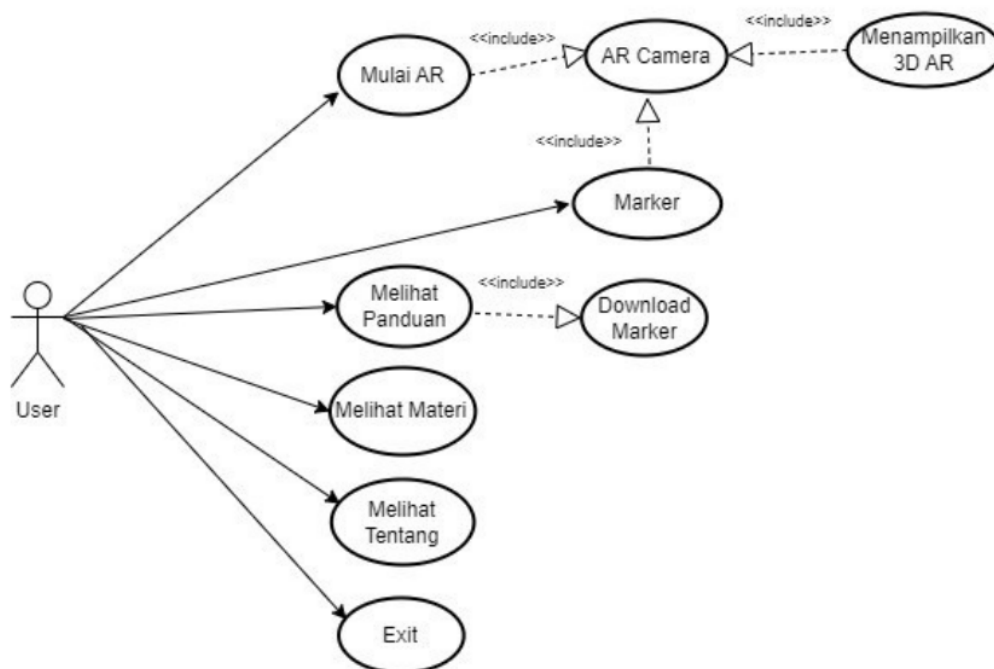 <<include>>
<<include>>
Mulai AR
AR Camera
Menampilkan
3D AR
<<include>>
Marker
Melihat
Panduan
<<include>>
Download
Marker
User
Melihat Materi
Melihat
Tentang
Exit